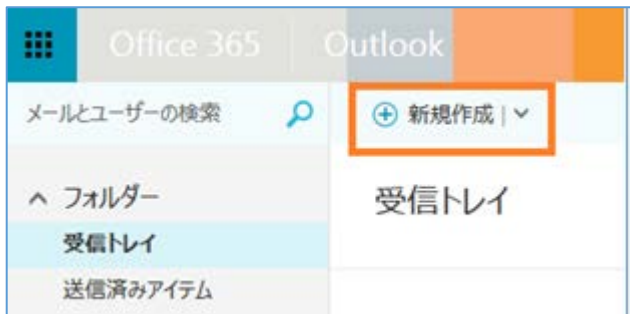 Office 365 Outlook
メールとユーザーの検索
新規作成
フォルダー
受信トレイ
受信トレイ
送信済みアイテム